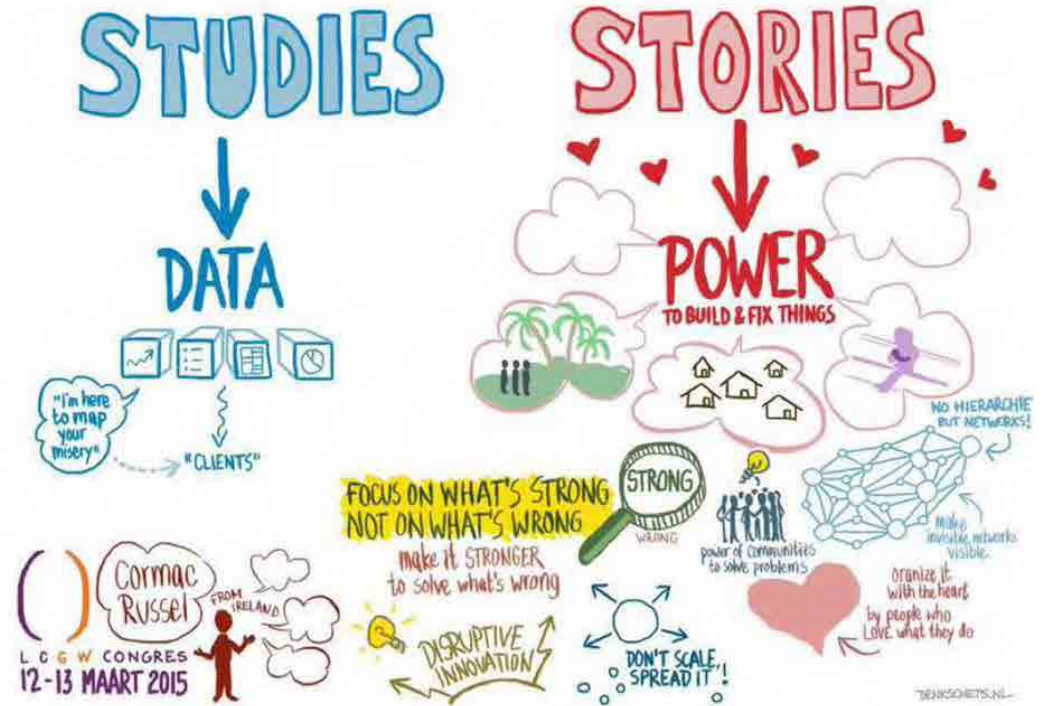 STUDIES
DATA
"i'm here
to map
your
misery"
"CLIENTS"
STORIES
POWER
TO BUILD & FIX THINGS
NO HIERARCHIE
BUT NETWORKS!
Make
invisible networks
visible
FOCUS ON WHAT'S STRONG
NOT ON WHAT'S WRONG
make it STRONGER
to solve what's wrong
STRONG
WRONG
power of communities
to solve problems
oranize it
with the heart
by people who
LOVE what they do
Cormac
Russel
FROM
IRELAND
L C G W CONGRES
12-13 MAART 2015
DISRUPTIVE
INNOVATION
DON'T SCALE,
SPREAD IT!
DENKSCHETS.NL